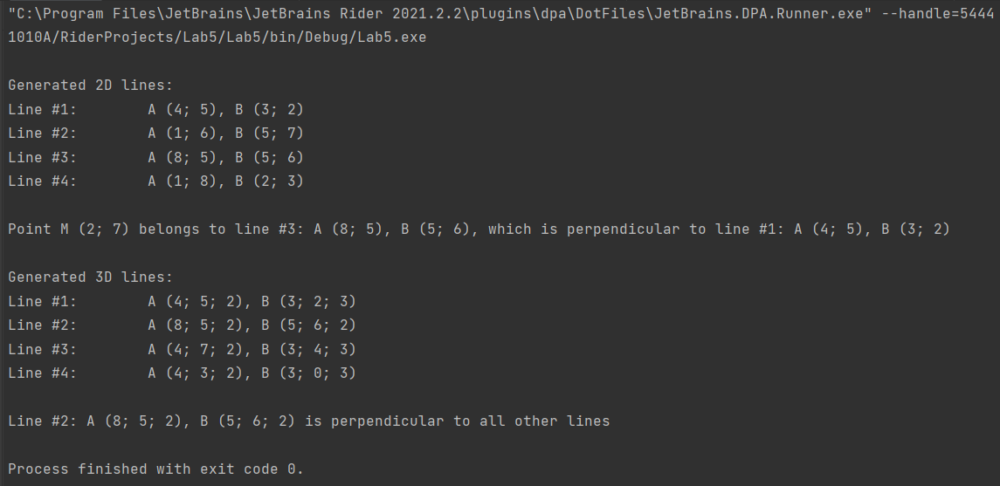 "C:\Program Files\JetBrains\JetBrains Rider 2021.2.2\plugins\dpa\DotFiles\JetBrains.DPA.Runner.exe" --handle=5444
1010A/RiderProjects/Lab5/Lab5/bin/Debug/Lab5.exe
Generated 2D lines:
Line #1: A (4; 5), B (3; 2)
Line #2: A (1; 6), B (5; 7)
Line #3: A (8; 5), B (5; 6)
Line #4: A (1; 8), B (2; 3)
Point M (2; 7) belongs to line #3: A (8; 5), B (5; 6), which is perpendicular to line #1: A (4; 5), B (3; 2)
Generated 3D lines:
Line #1: A (4; 5; 2), B (3; 2; 3)
Line #2: A (8; 5; 2), B (5; 6; 2)
Line #3: A (4; 7; 2), B (3; 4; 3)
Line #4: A (4; 3; 2), B (3; 0; 3)
Line #2: A (8; 5; 2), B (5; 6; 2) is perpendicular to all other lines
Process finished with exit code 0.